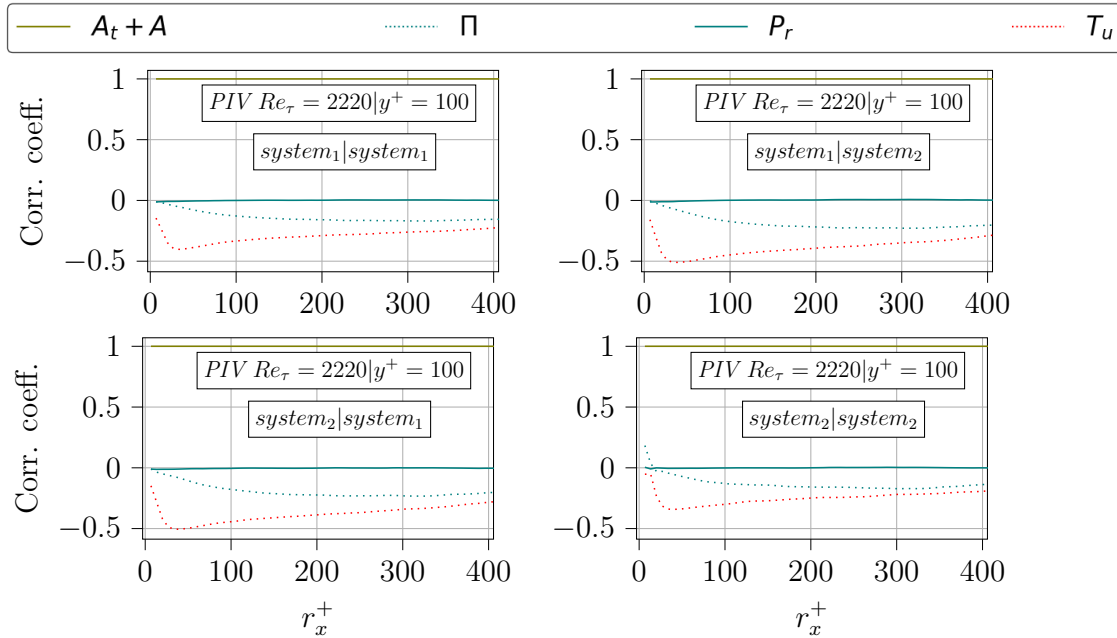 A_t + A Π P_r T_u
Corr. coeff.
1
0.5
0
−0.5
PIV Re_τ = 2220|y^+ = 100
system_1|system_1
0 100 200 300 400
1
0.5
0
−0.5
PIV Re_τ = 2220|y^+ = 100
system_1|system_2
0 100 200 300 400
Corr. coeff.
1
0.5
0
−0.5
PIV Re_τ = 2220|y^+ = 100
system_2|system_1
0 100 200 300 400
r_x^+
1
0.5
0
−0.5
PIV Re_τ = 2220|y^+ = 100
system_2|system_2
0 100 200 300 400
r_x^+